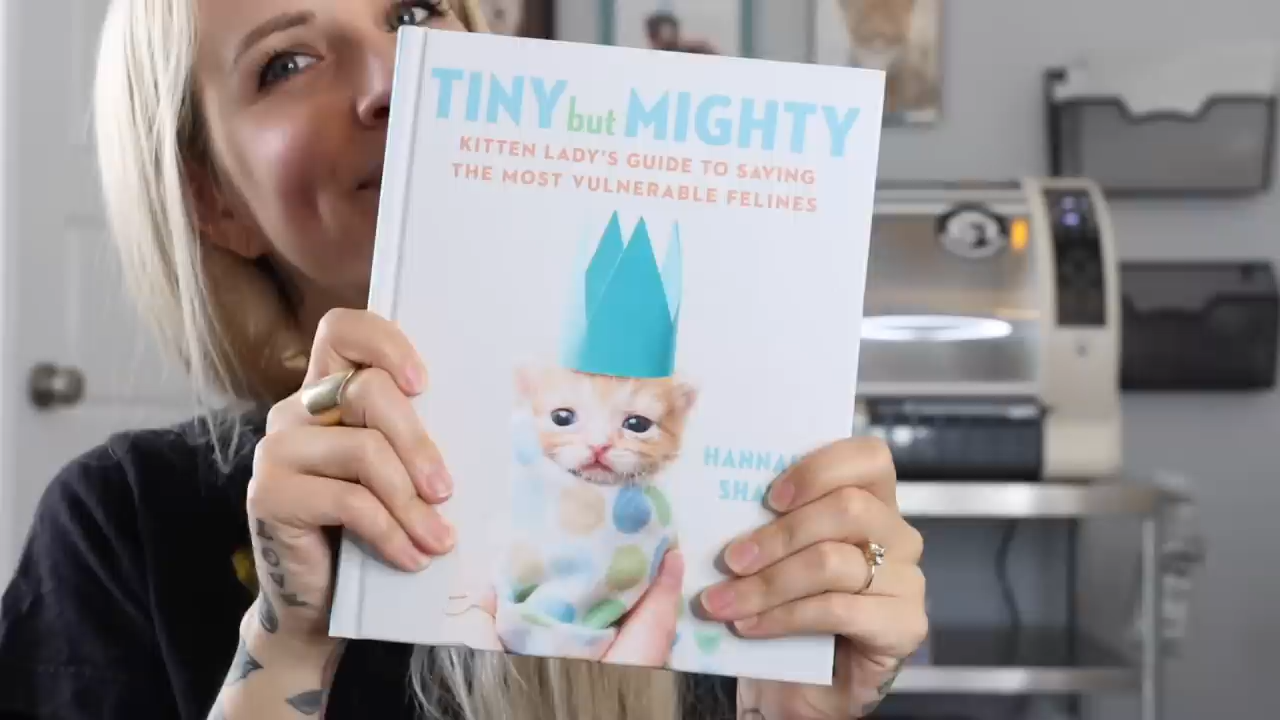 TINY but MIGHTY
KITTEN LADY'S GUIDE TO SAVING
THE MOST VULNERABLE FELINES